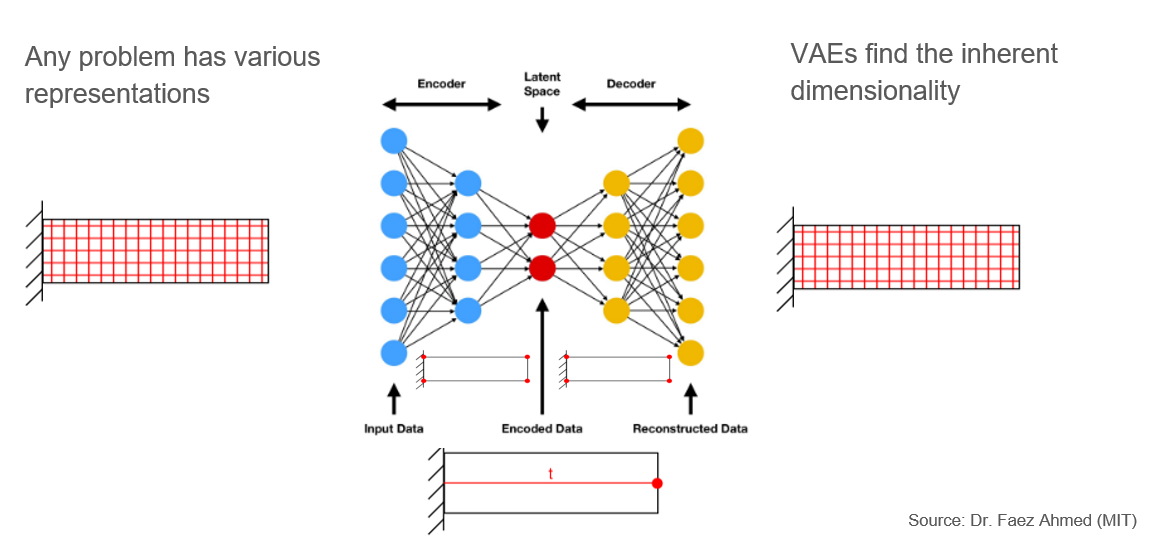 Any problem has various
representations
VAEs find the inherent
dimensionality
Encoder
Latent
Space
Decoder
Input Data
Encoded Data
Reconstructed Data
t
Source: Dr. Faez Ahmed (MIT)